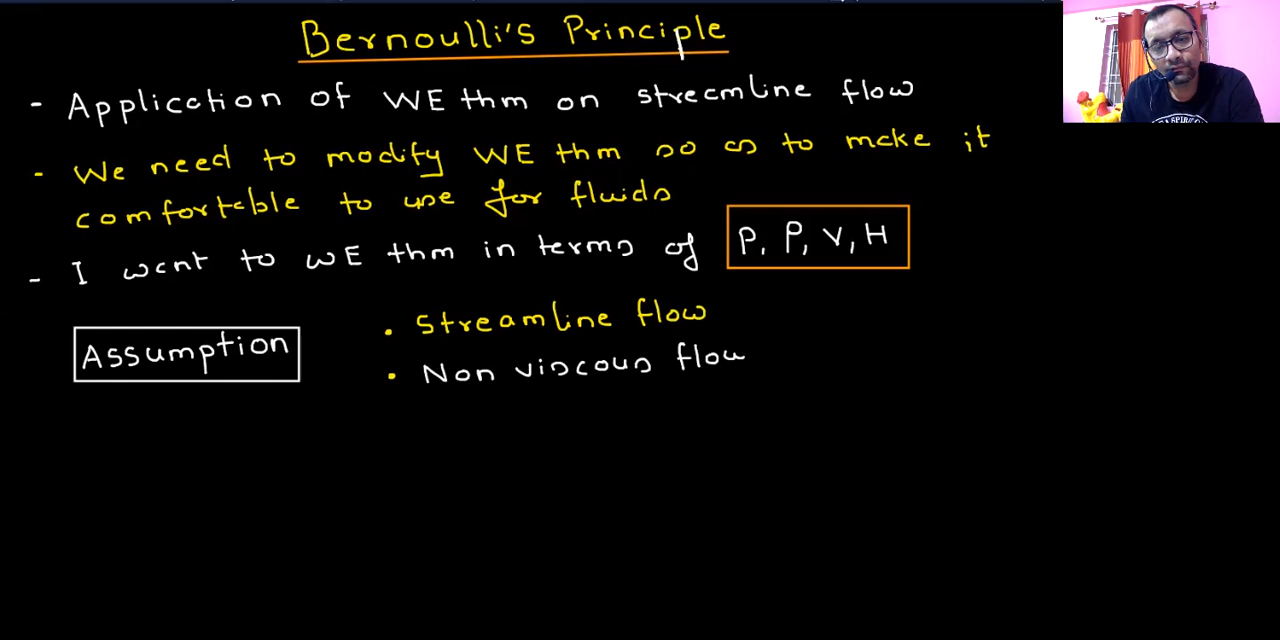 Bernoulli's Principle
- Application of WE thm on streamline flow
- We need to modify WE thm so as to make it
comfortable to use for fluids
- I want to WE thm in terms of P, ρ, V, H
Assumption
• Streamline flow
• Non viscous flow